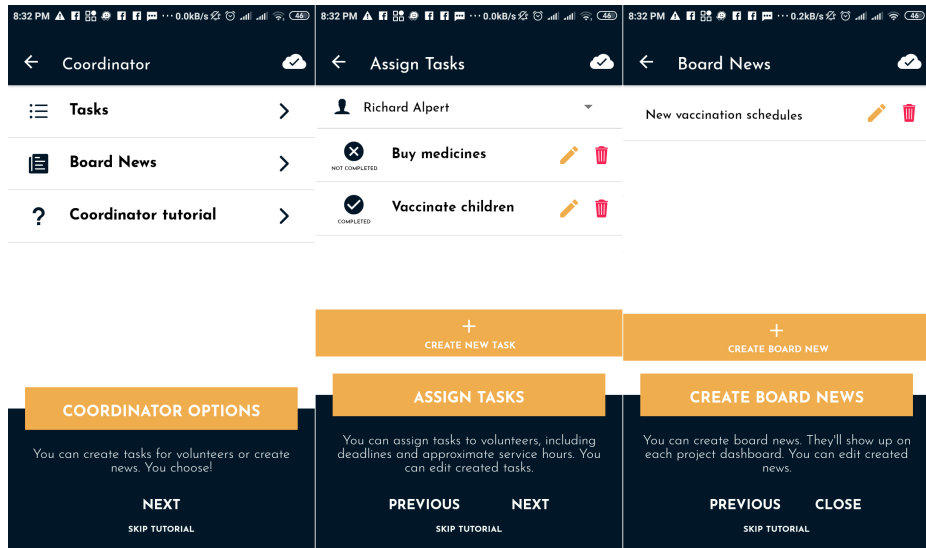 8:32 PM ··· 0.0kB/s 46
Coordinator
Tasks
Board News
Coordinator tutorial
COORDINATOR OPTIONS
You can create tasks for volunteers or create
news. You choose!
NEXT
SKIP TUTORIAL
8:32 PM ··· 0.0kB/s 46
Assign Tasks
Richard Alpert
Buy medicines
NOT COMPLETED
Vaccinate children
COMPLETED
+
CREATE NEW TASK
ASSIGN TASKS
You can assign tasks to volunteers, including
deadlines and approximate service hours. You
can edit created tasks.
PREVIOUS NEXT
SKIP TUTORIAL
8:32 PM ··· 0.2kB/s 46
Board News
New vaccination schedules
+
CREATE BOARD NEW
CREATE BOARD NEWS
You can create board news. They'll show up on
each project dashboard. You can edit created
news.
PREVIOUS CLOSE
SKIP TUTORIAL